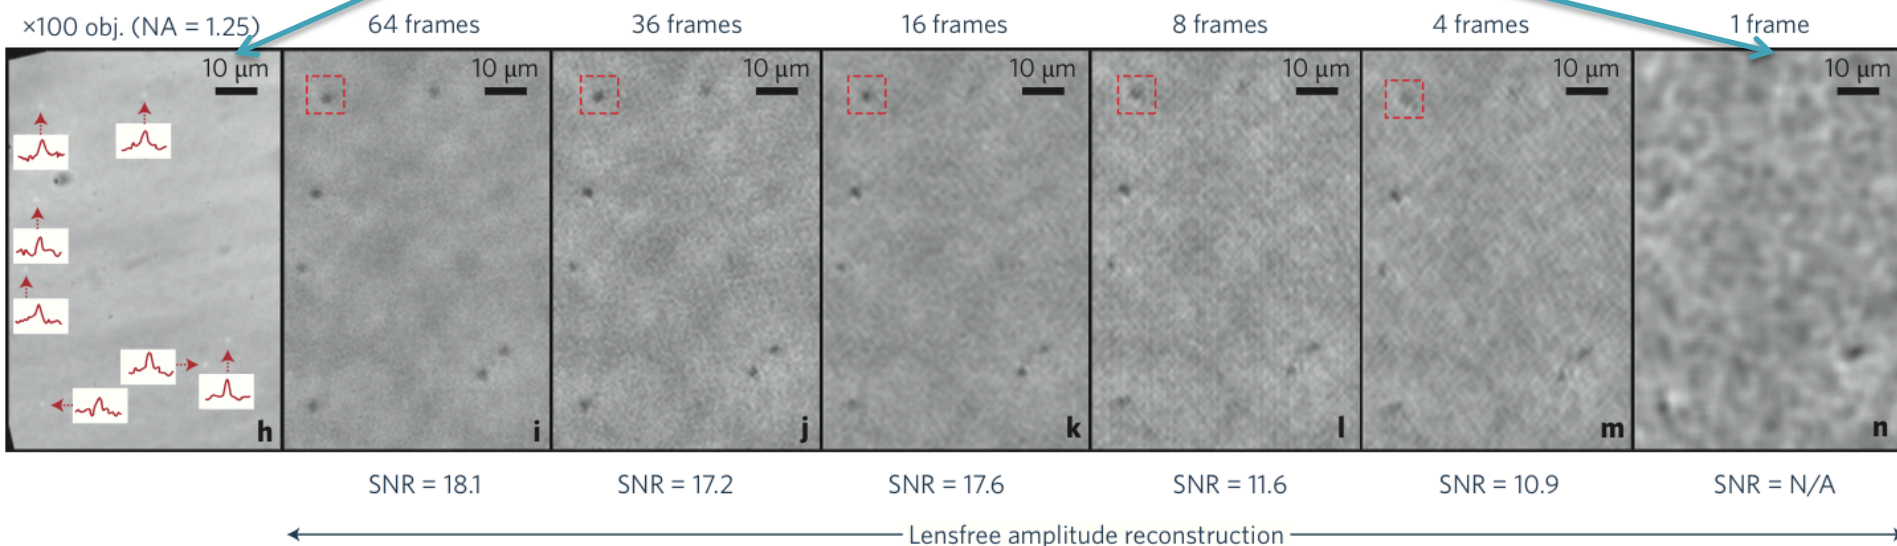 ×100 obj. (NA = 1.25) 64 frames 36 frames 16 frames 8 frames 4 frames 1 frame
10 µm 10 µm 10 µm 10 µm 10 µm 10 µm 10 µm
h i j k l m n
SNR = 18.1 SNR = 17.2 SNR = 17.6 SNR = 11.6 SNR = 10.9 SNR = N/A
Lensfree amplitude reconstruction